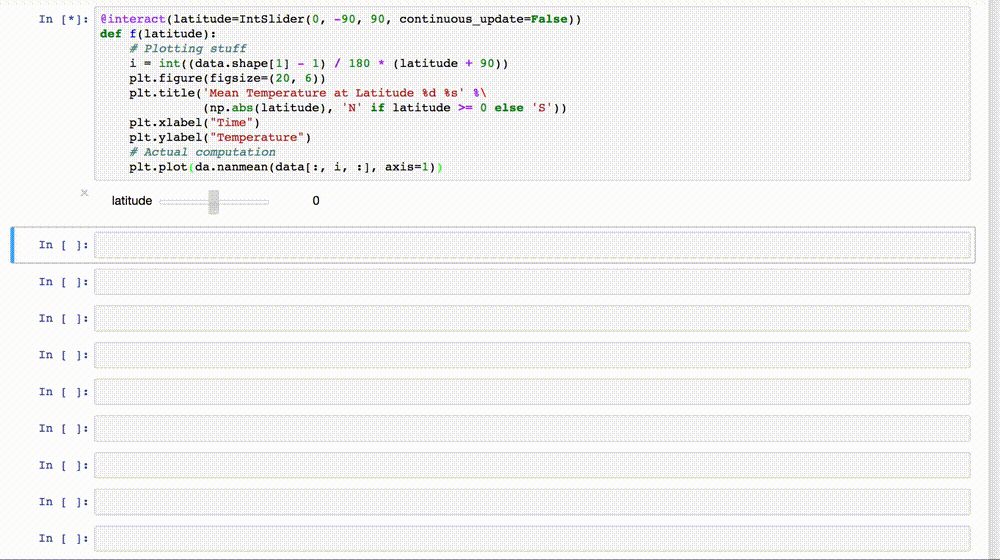 In [*]: @interact(latitude=IntSlider(0, -90, 90, continuous_update=False))
def f(latitude):
    # Plotting stuff
    i = int((data.shape[1] - 1) / 180 * (latitude + 90))
    plt.figure(figsize=(20, 6))
    plt.title('Mean Temperature at Latitude %d %s' %\
              (np.abs(latitude), 'N' if latitude >= 0 else 'S'))
    plt.xlabel("Time")
    plt.ylabel("Temperature")
    # Actual computation
    plt.plot(da.nanmean(data[:, i, :], axis=1))
× latitude 0
In [ ]:
In [ ]:
In [ ]:
In [ ]:
In [ ]:
In [ ]:
In [ ]:
In [ ]:
In [ ]: